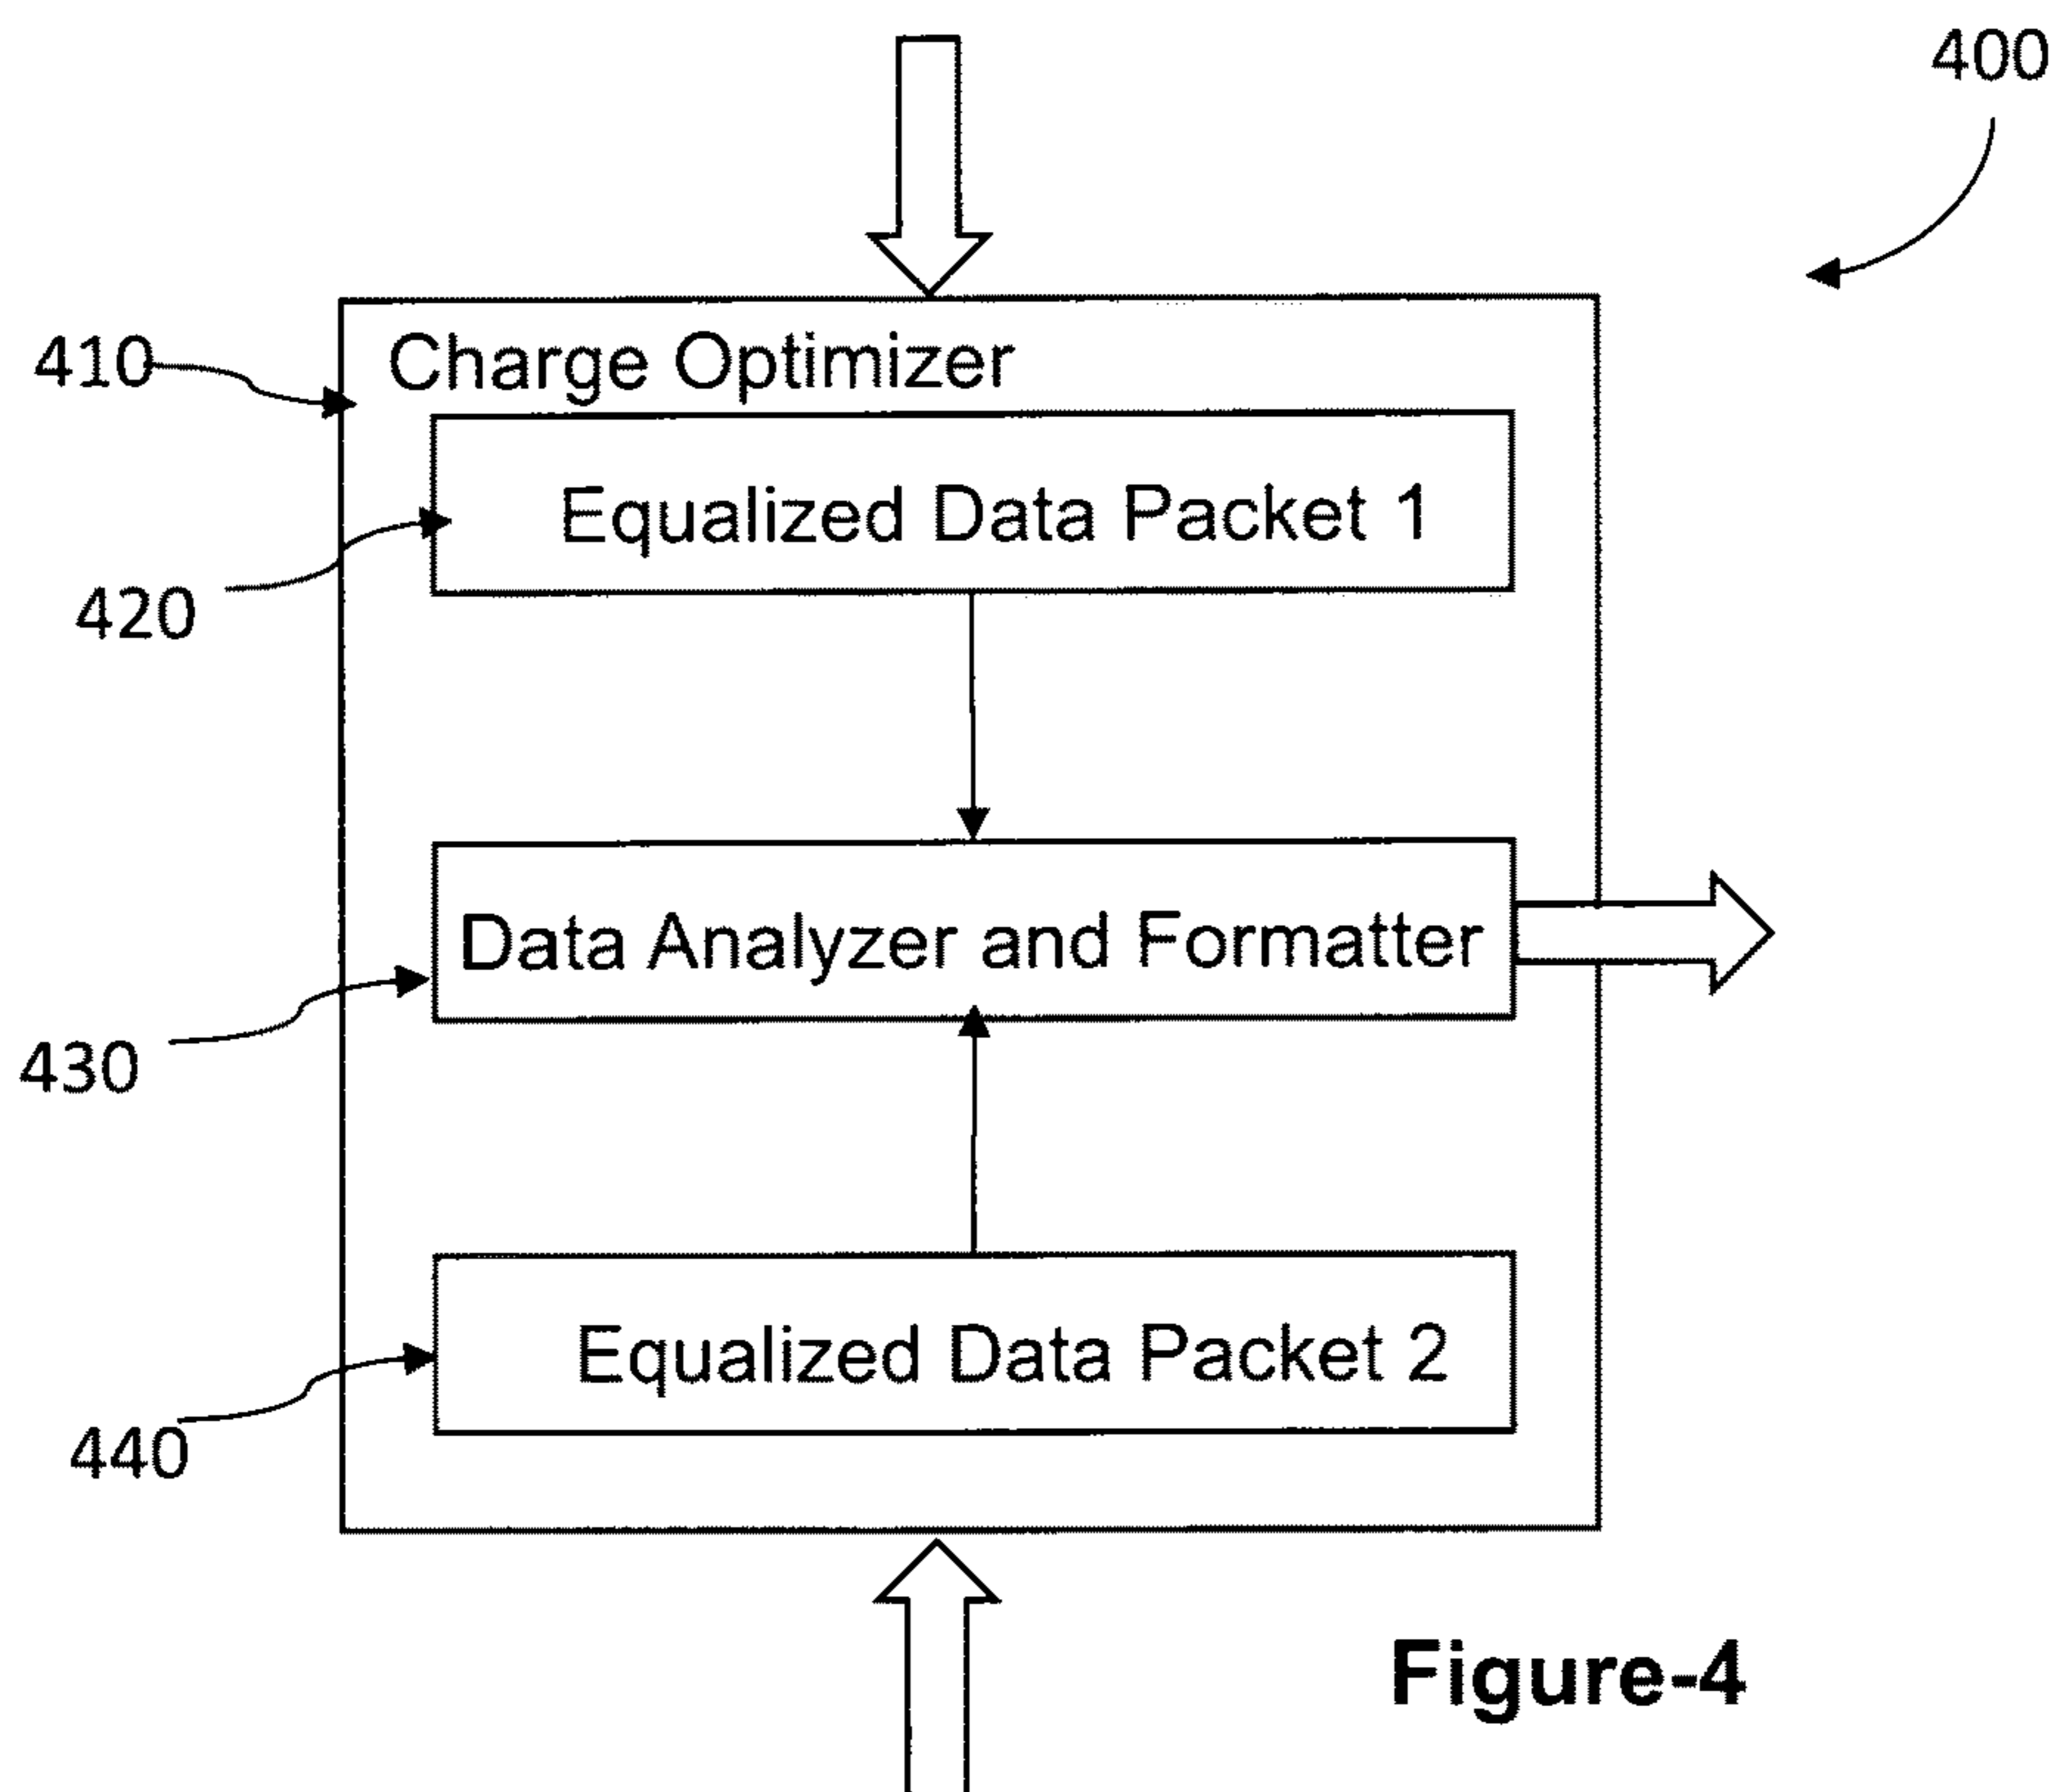 400
410
Charge Optimizer
Equalized Data Packet 1
420
Data Analyzer and Formatter
430
Equalized Data Packet 2
440
Figure-4